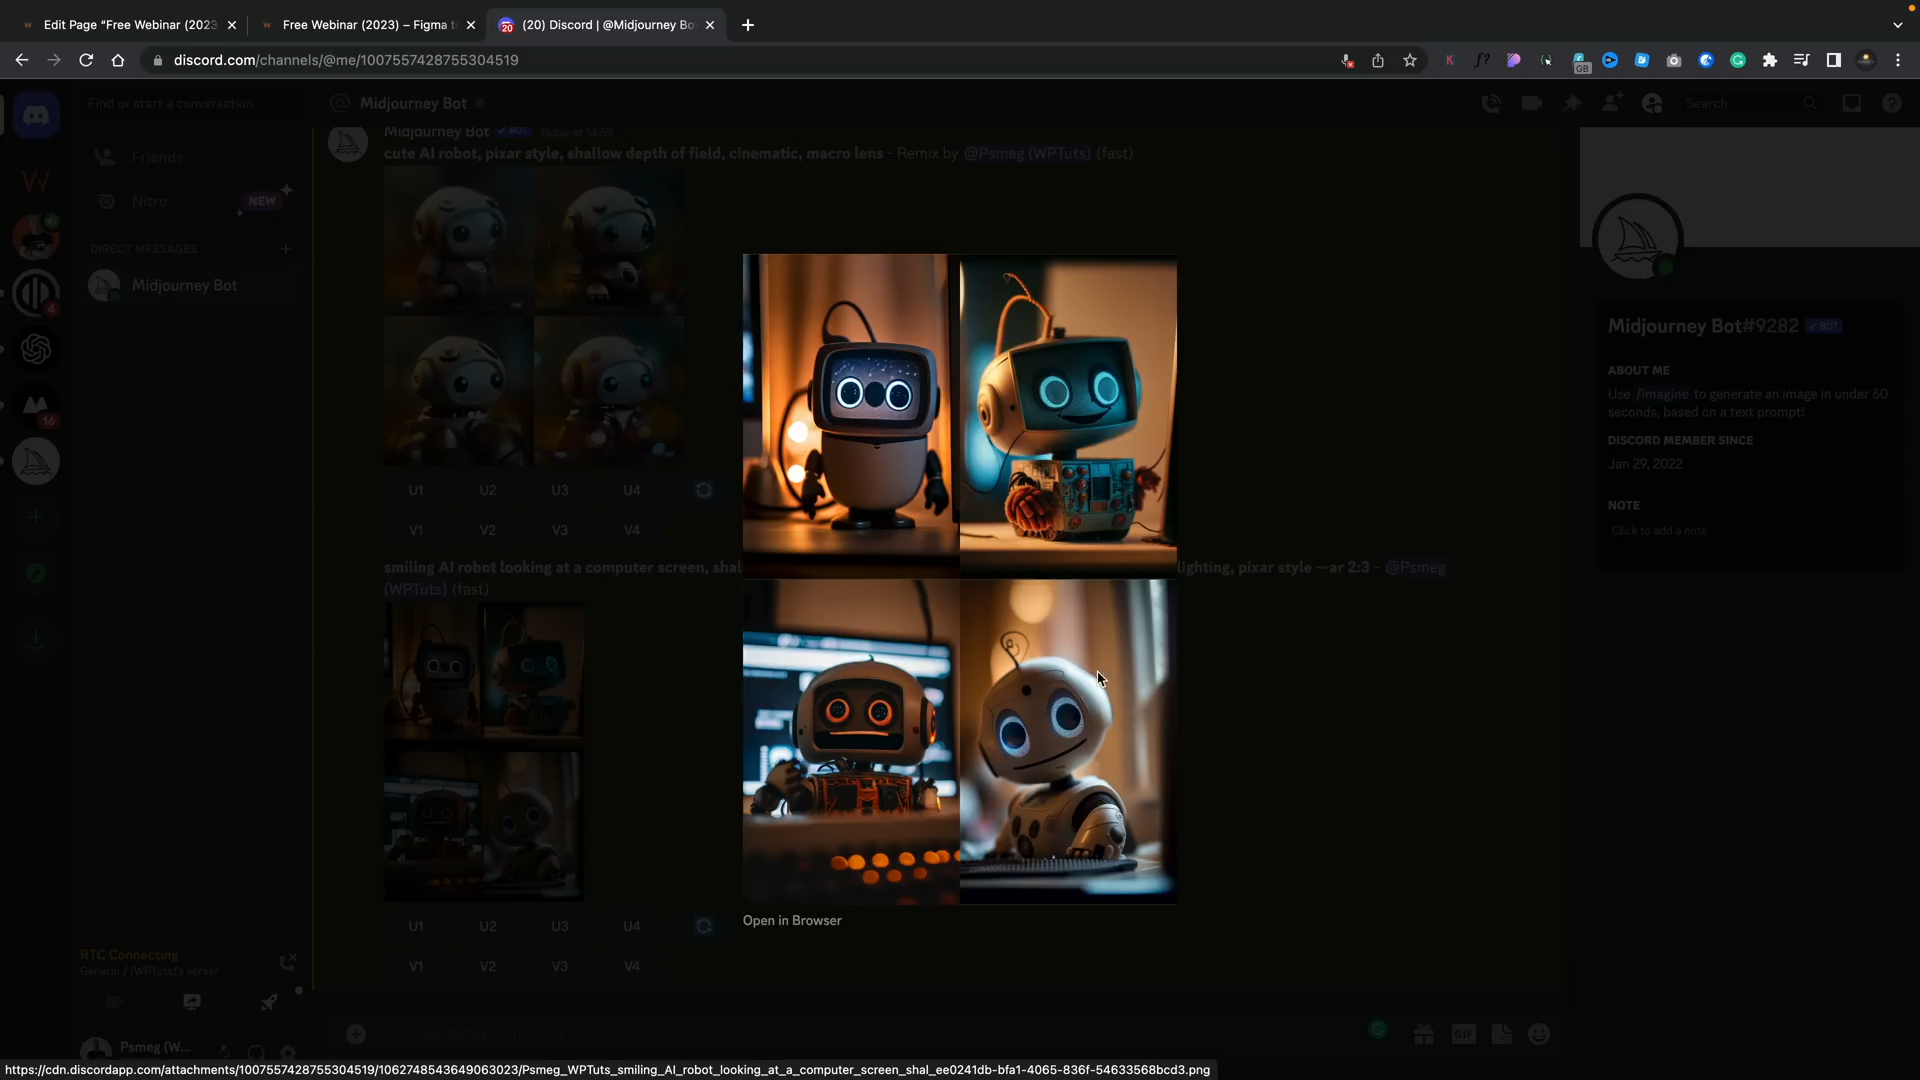 Edit Page "Free Webinar (2023
Free Webinar (2023) – Figma t
(20) Discord | @Midjourney Bo
discord.com/channels/@me/1007557428755304519
GB
Find or start a conversation
Midjourney Bot
Search
Friends
Nitro
NEW
DIRECT MESSAGES
Midjourney Bot
4
16
Midjourney Bot BOT Today at 14:59
cute AI robot, pixar style, shallow depth of field, cinematic, macro lens - Remix by @Psmeg (WPTuts) (fast)
U1 U2 U3 U4
V1 V2 V3 V4
smiling AI robot looking at a computer screen, shal
lighting, pixar style --ar 2:3 - @Psmeg
(WPTuts) (fast)
U1 U2 U3 U4
V1 V2 V3 V4
Open in Browser
Midjourney Bot#9282 BOT
ABOUT ME
Use /imagine to generate an image in under 60
seconds, based on a text prompt!
DISCORD MEMBER SINCE
Jan 29, 2022
NOTE
Click to add a note
RTC Connecting
General / (WPTuts)'s server
Psmeg (W...
GIF
https://cdn.discordapp.com/attachments/1007557428755304519/1062748543649063023/Psmeg_WPTuts_smiling_AI_robot_looking_at_a_computer_screen_shal_ee0241db-bfa1-4065-836f-54633568bcd3.png